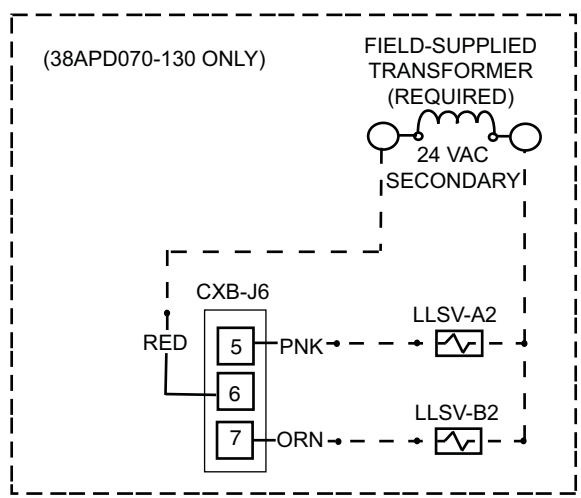 (38APD070-130 ONLY)
FIELD-SUPPLIED
TRANSFORMER
(REQUIRED)
24 VAC
SECONDARY
CXB-J6
LLSV-A2
RED
5
PNK
6
LLSV-B2
7
ORN